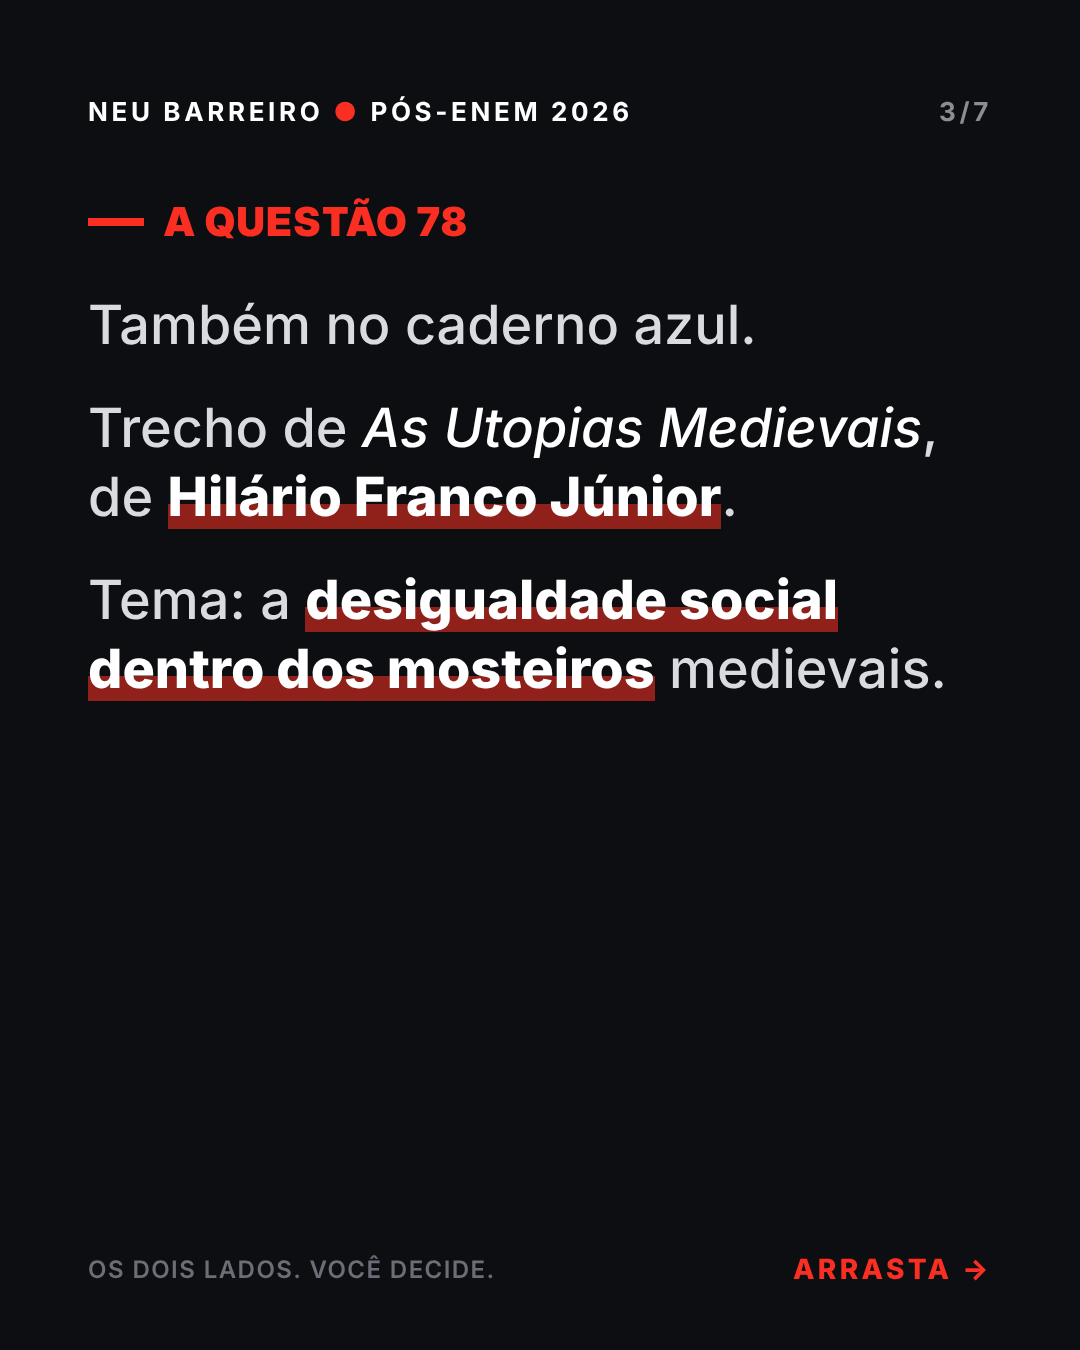 NEU BARREIRO ● PÓS-ENEM 2026 3/7
A QUESTÃO 78
Também no caderno azul.
Trecho de As Utopias Medievais,
de Hilário Franco Júnior.
Tema: a desigualdade social
dentro dos mosteiros medievais.
OS DOIS LADOS. VOCÊ DECIDE. ARRASTA →